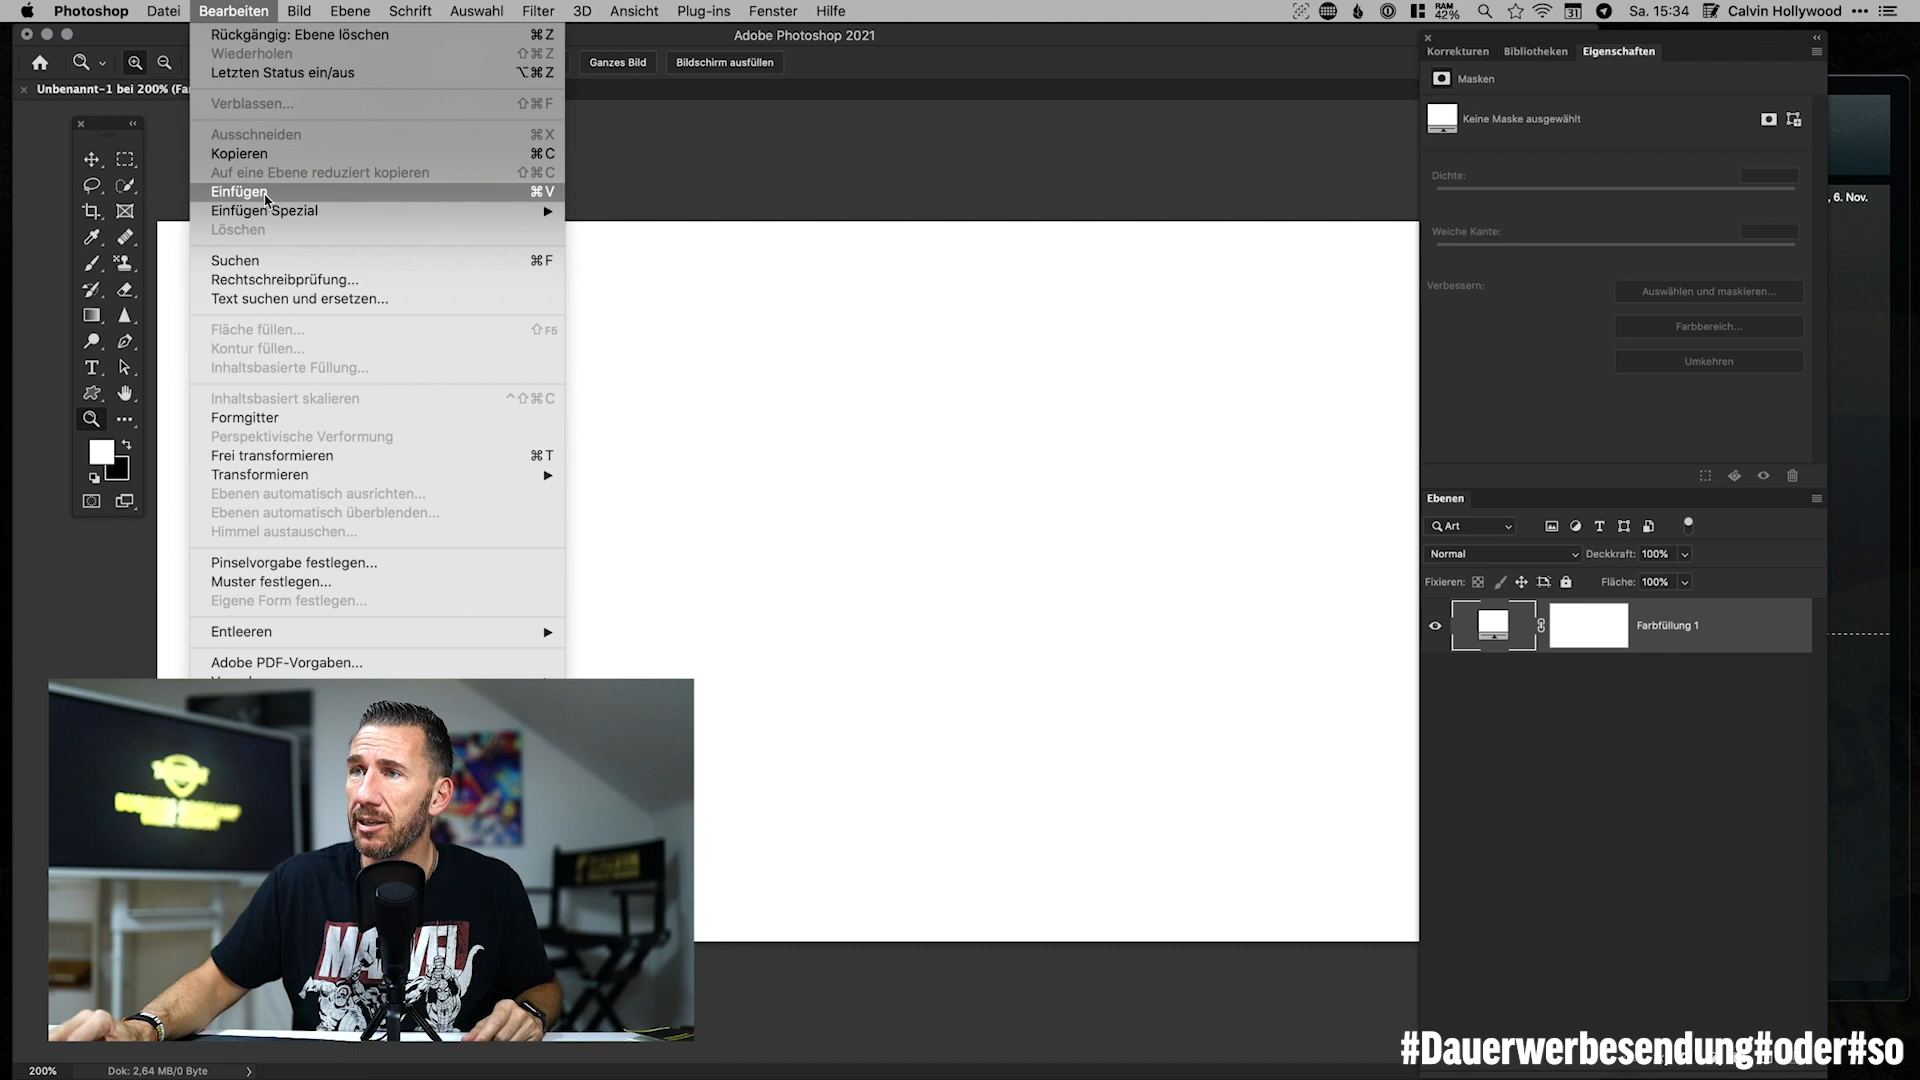 Photoshop Datei Bearbeiten Bild Ebene Schrift Auswahl Filter 3D Ansicht Plug-ins Fenster Hilfe RAM 42% 31 Sa. 15:34 Calvin Hollywood
Adobe Photoshop 2021
Ganzes Bild Bildschirm ausfüllen
Unbenannt-1 bei 200% (Fa
Rückgängig: Ebene löschen ⌘Z
Wiederholen ⇧⌘Z
Letzten Status ein/aus ⌥⌘Z
Verblassen... ⇧⌘F
Ausschneiden ⌘X
Kopieren ⌘C
Auf eine Ebene reduziert kopieren ⇧⌘C
Einfügen ⌘V
Einfügen Spezial
Löschen
Suchen ⌘F
Rechtschreibprüfung...
Text suchen und ersetzen...
Fläche füllen... ⇧F5
Kontur füllen...
Inhaltsbasierte Füllung...
Inhaltsbasiert skalieren ^⇧⌘C
Formgitter
Perspektivische Verformung
Frei transformieren ⌘T
Transformieren
Ebenen automatisch ausrichten...
Ebenen automatisch überblenden...
Himmel austauschen...
Pinselvorgabe festlegen...
Muster festlegen...
Eigene Form festlegen...
Entleeren
Adobe PDF-Vorgaben...
Korrekturen Bibliotheken Eigenschaften
Masken
Keine Maske ausgewählt
Dichte:
Weiche Kante:
Verbessern: Auswählen und maskieren...
Farbbereich...
Umkehren
, 6. Nov.
Ebenen
Art
Normal Deckkraft: 100%
Fixieren: Fläche: 100%
Farbfüllung 1
MARVEL
#Dauerwerbesendung#oder#so
200% Dok: 2,64 MB/0 Byte